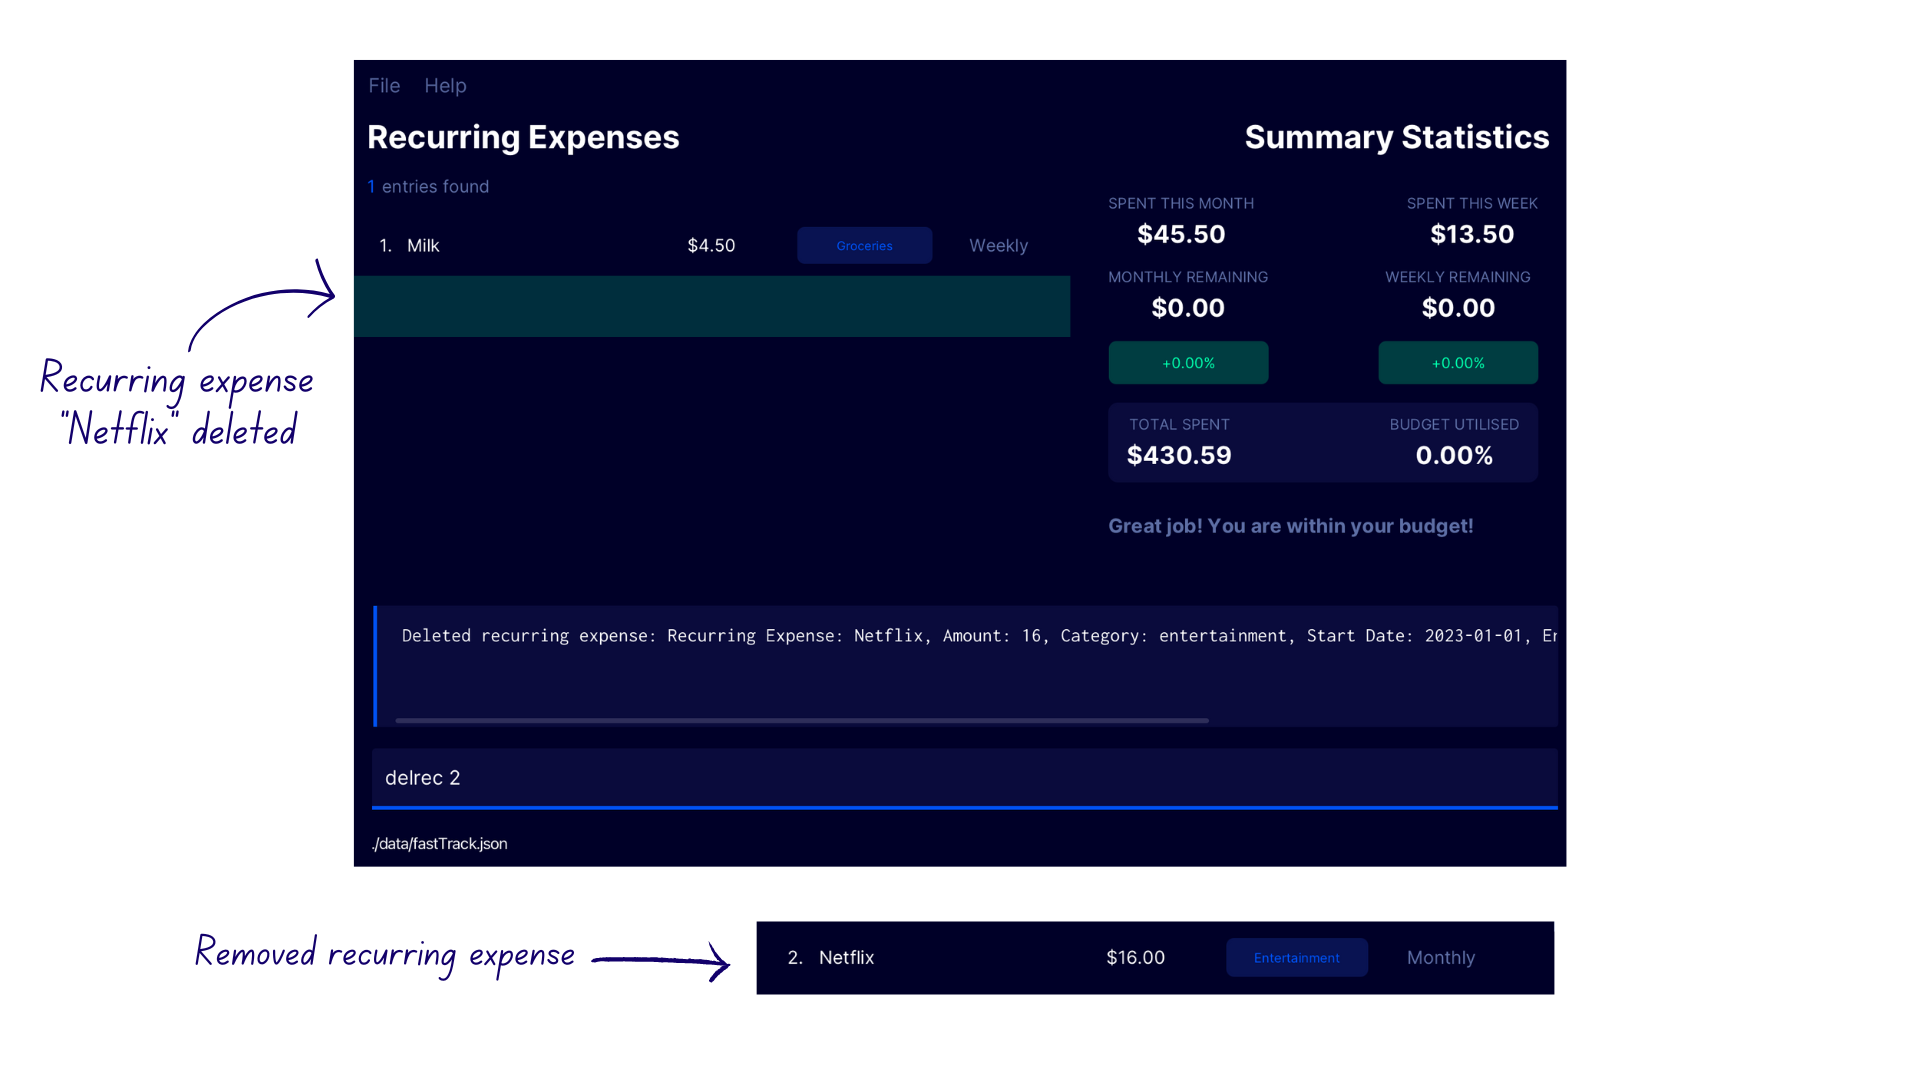 File Help
Recurring Expenses
1 entries found
1. Milk $4.50 Groceries Weekly
Summary Statistics
SPENT THIS MONTH SPENT THIS WEEK
$45.50 $13.50
MONTHLY REMAINING WEEKLY REMAINING
$0.00 $0.00
+0.00% +0.00%
TOTAL SPENT BUDGET UTILISED
$430.59 0.00%
Great job! You are within your budget!
Recurring expense
"Netflix" deleted
Deleted recurring expense: Recurring Expense: Netflix, Amount: 16, Category: entertainment, Start Date: 2023-01-01,
delrec 2
./data/fastTrack.json
Removed recurring expense
2. Netflix $16.00 Entertainment Monthly